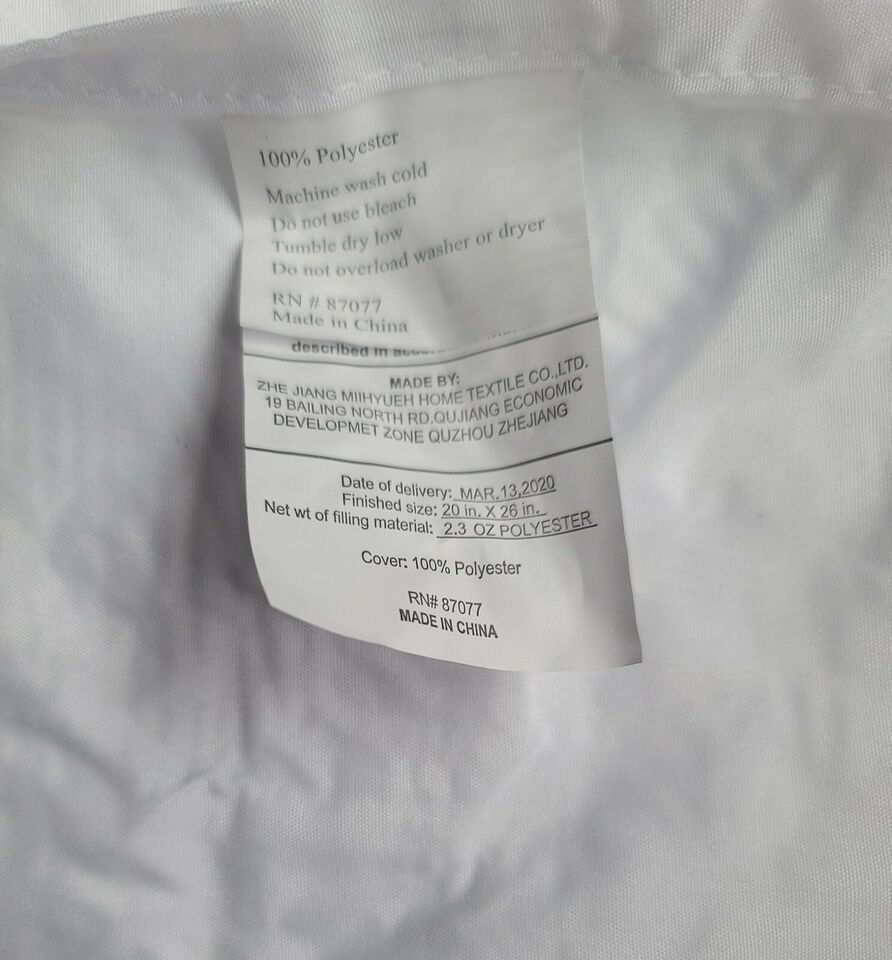 100% Polyester
Machine wash cold
Do not use bleach
Tumble dry low
Do not overload washer or dryer
RN # 87077
Made in China
described in
MADE BY:
ZHE JIANG MIIHYUEH HOME TEXTILE CO.,LTD.
19 BAILING NORTH RD.QUJIANG ECONOMIC
DEVELOPMET ZONE QUZHOU ZHEJIANG
Date of delivery: MAR.13,2020
Finished size: 20 in. X 26 in.
Net wt of filling material: 2.3 OZ POLYESTER
Cover: 100% Polyester
RN# 87077
MADE IN CHINA